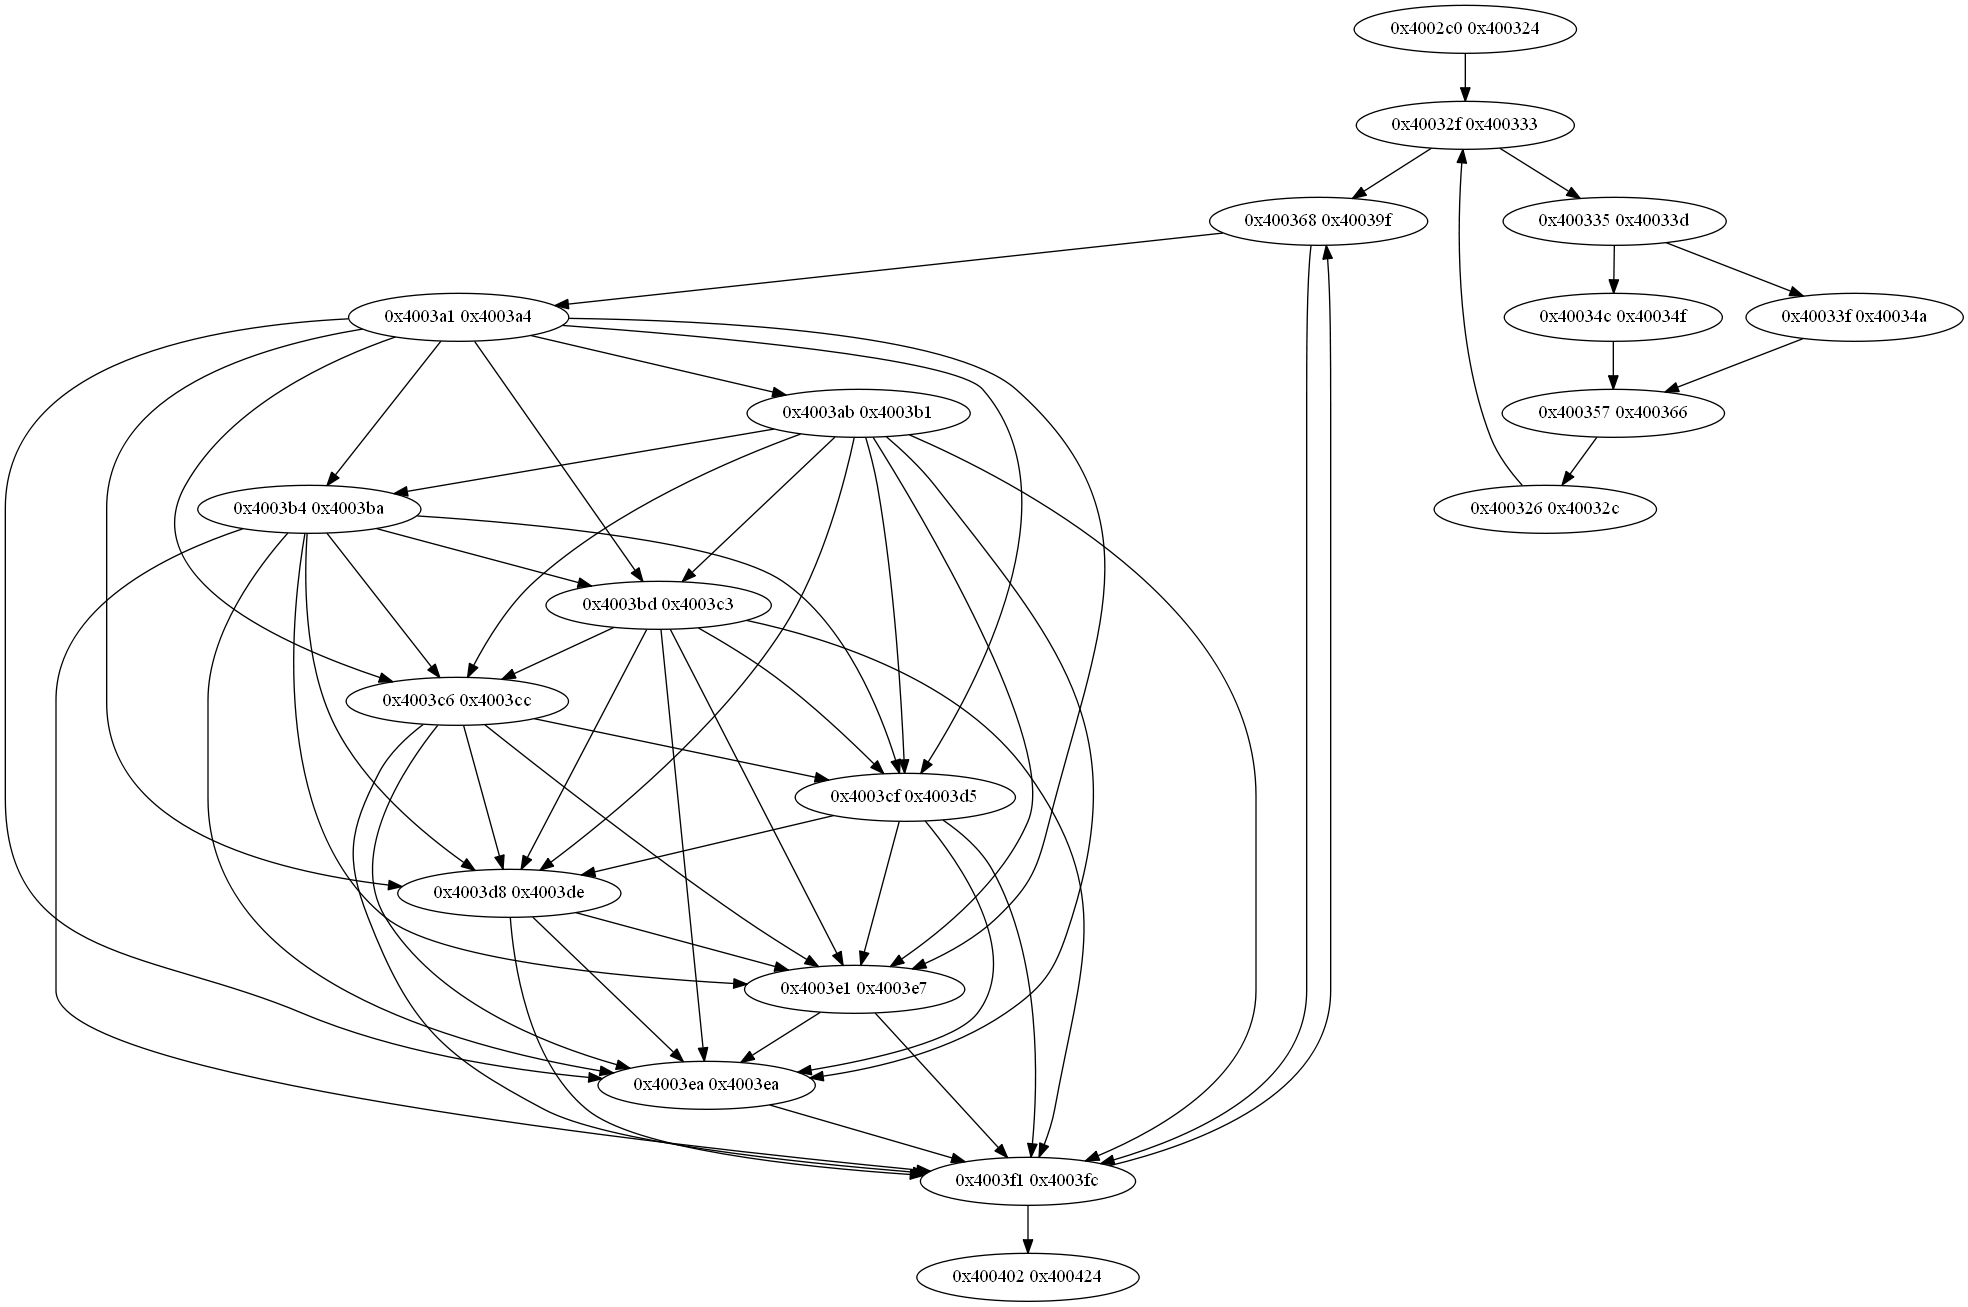 0x4002c0 0x400324
0x40032f 0x400333
0x400368 0x40039f
0x400335 0x40033d
0x4003a1 0x4003a4
0x40034c 0x40034f
0x40033f 0x40034a
0x4003ab 0x4003b1
0x400357 0x400366
0x4003b4 0x4003ba
0x400326 0x40032c
0x4003bd 0x4003c3
0x4003c6 0x4003cc
0x4003cf 0x4003d5
0x4003d8 0x4003de
0x4003e1 0x4003e7
0x4003ea 0x4003ea
0x4003f1 0x4003fc
0x400402 0x400424